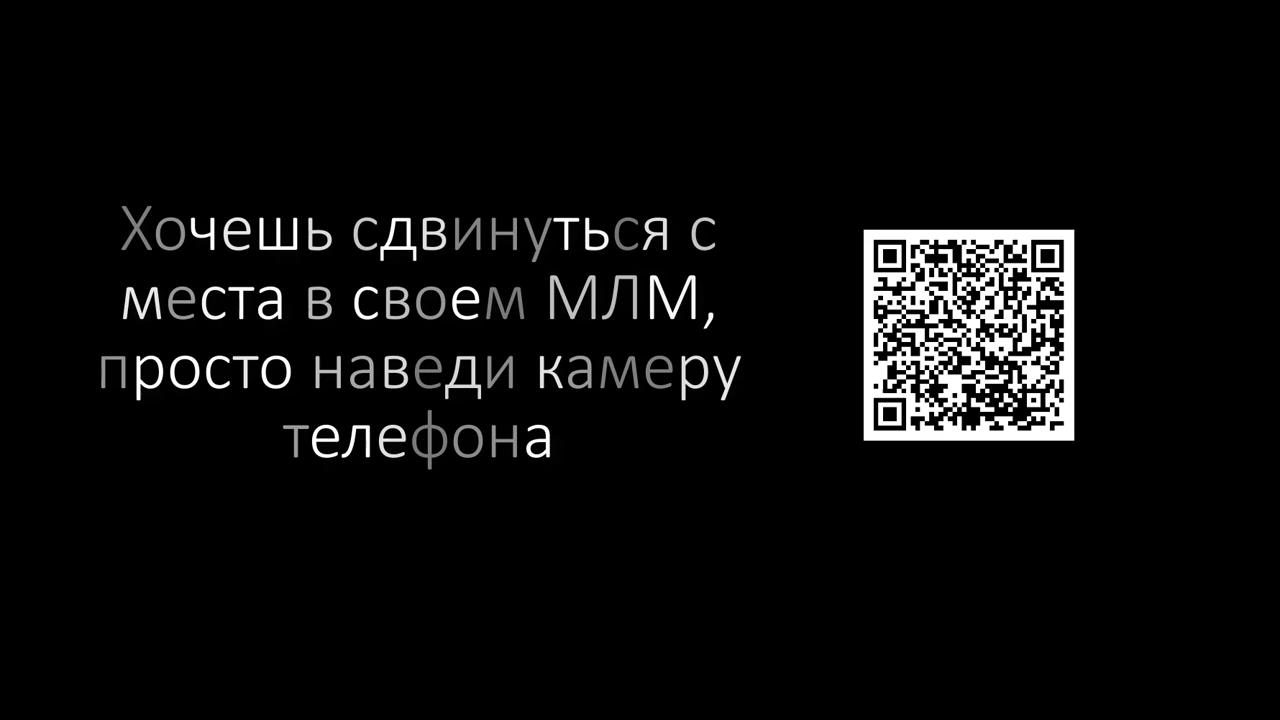 Хочешь сдвинуться с
места в своем МЛМ,
просто наведи камеру
телефона